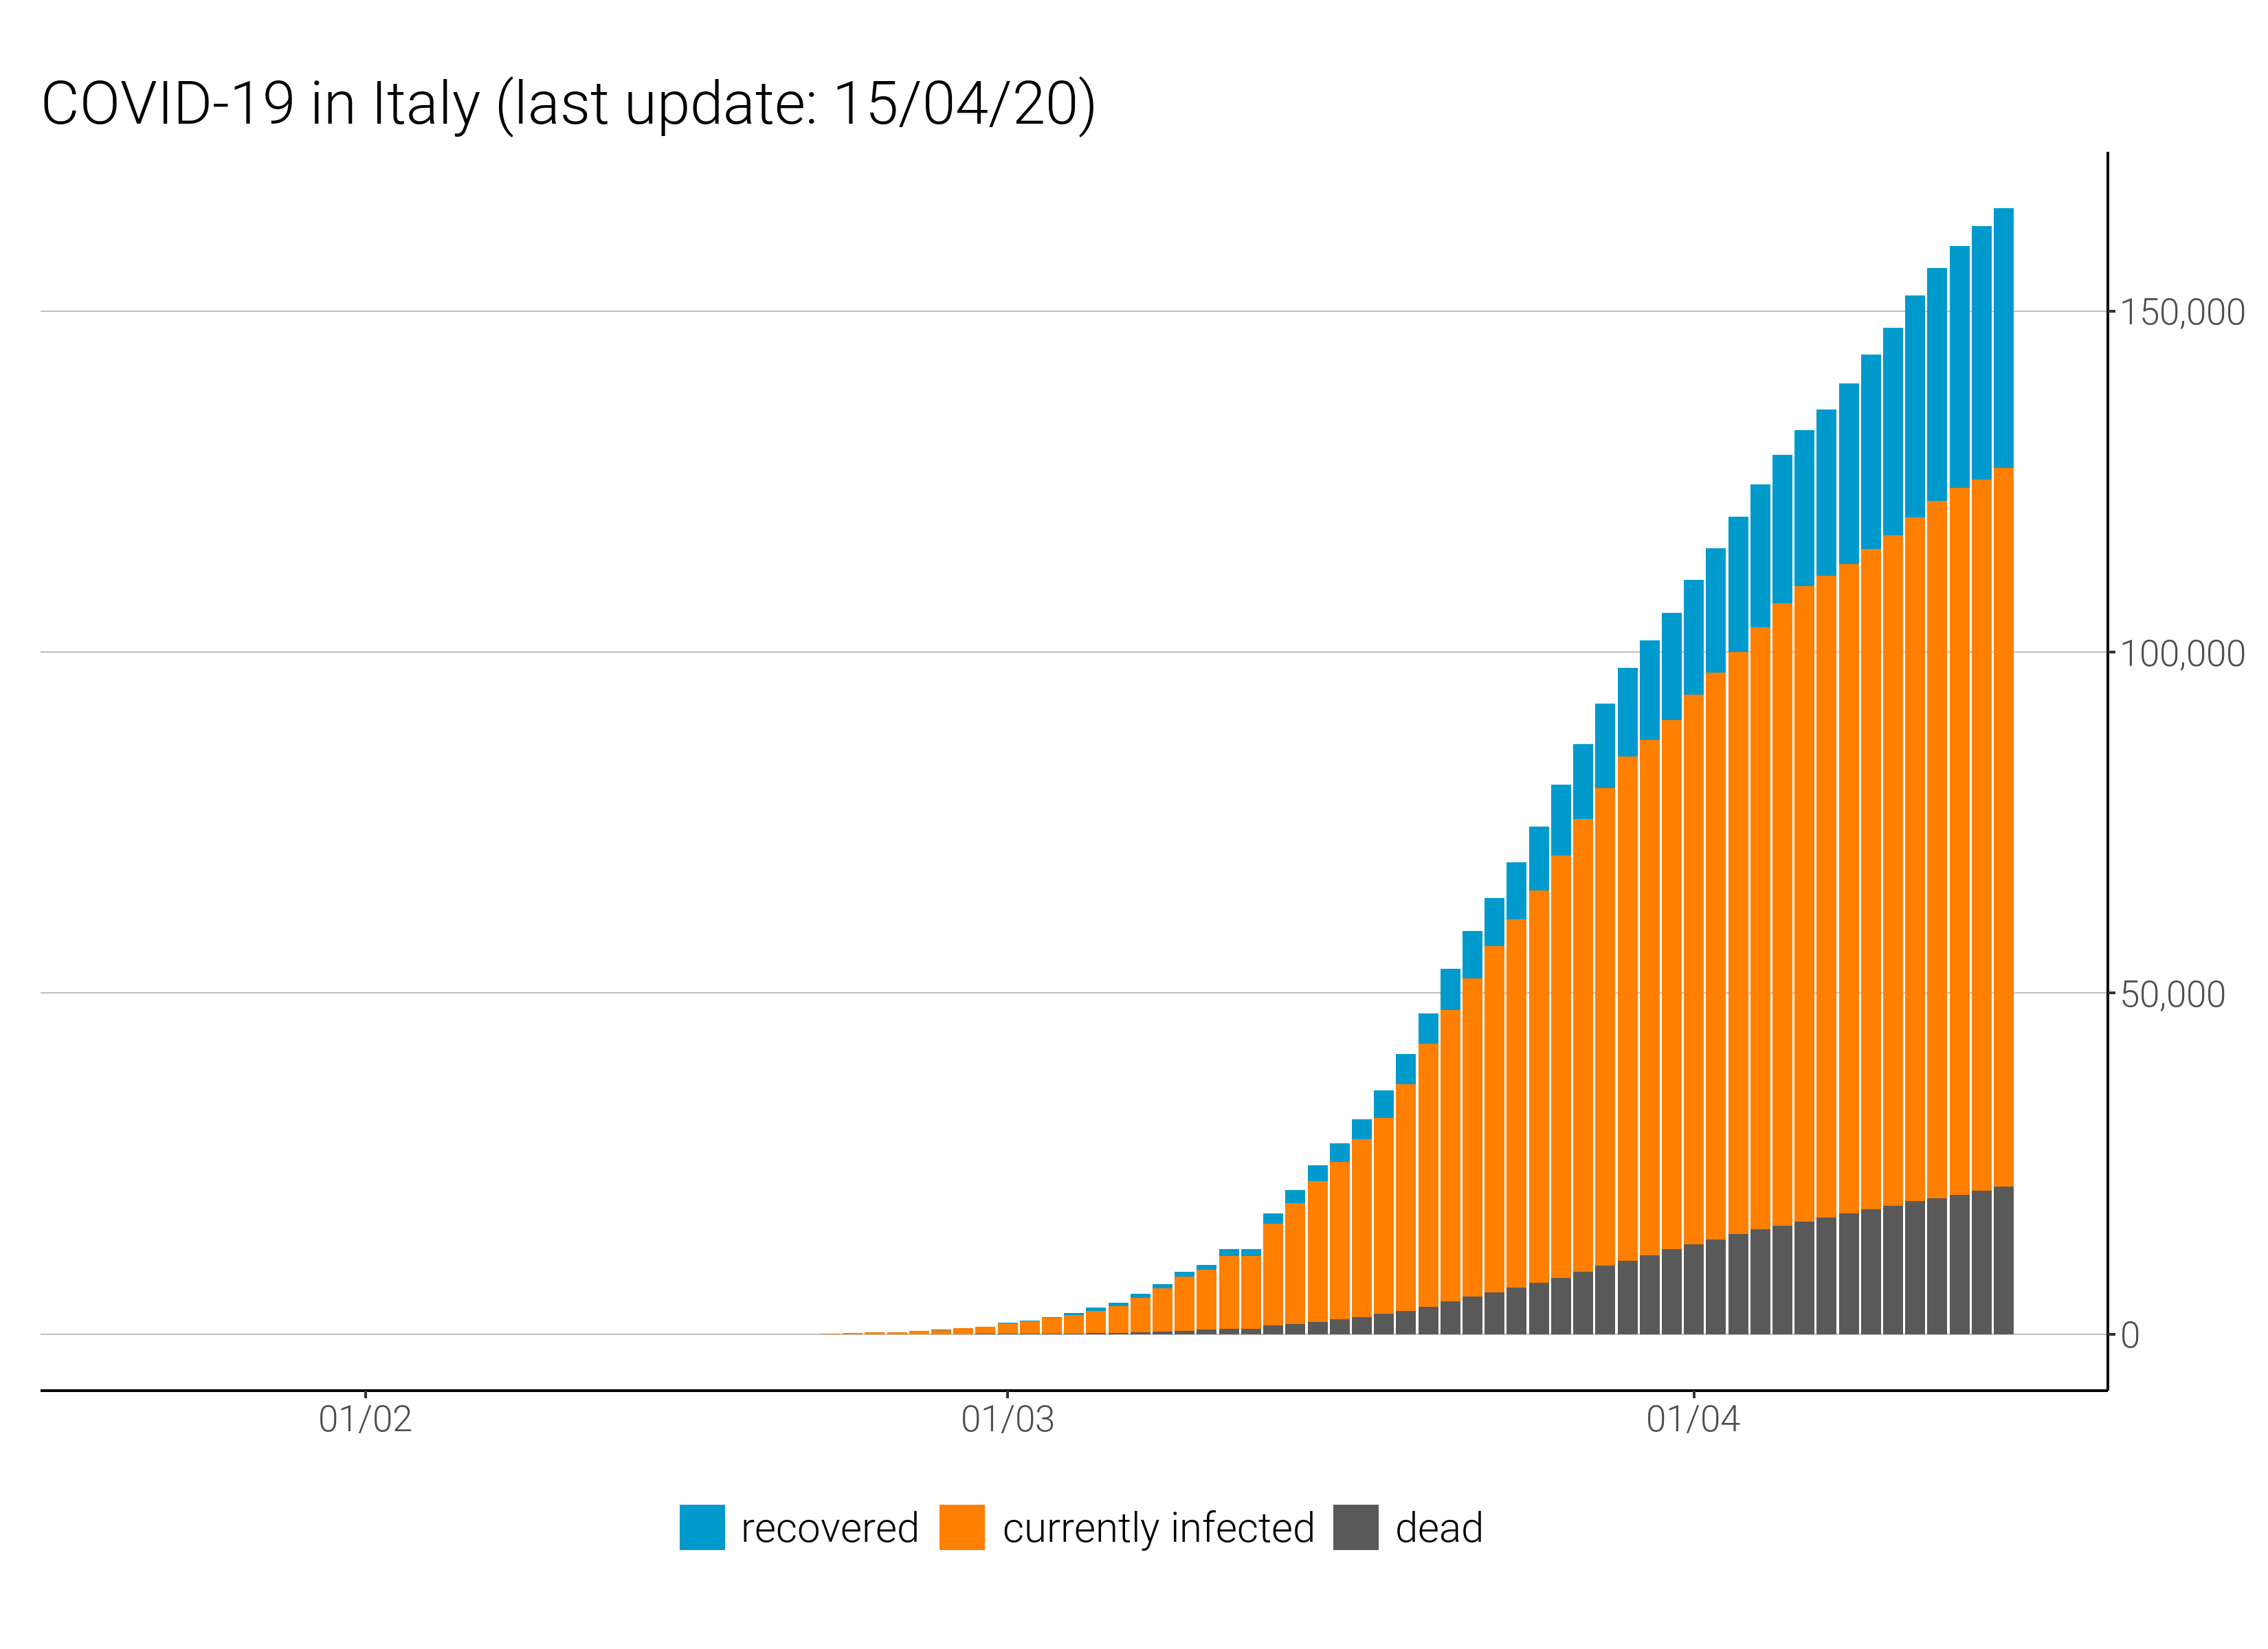 COVID-19 in Italy (last update: 15/04/20)
150,000
100,000
50,000
0
01/02 01/03 01/04
recovered currently infected dead